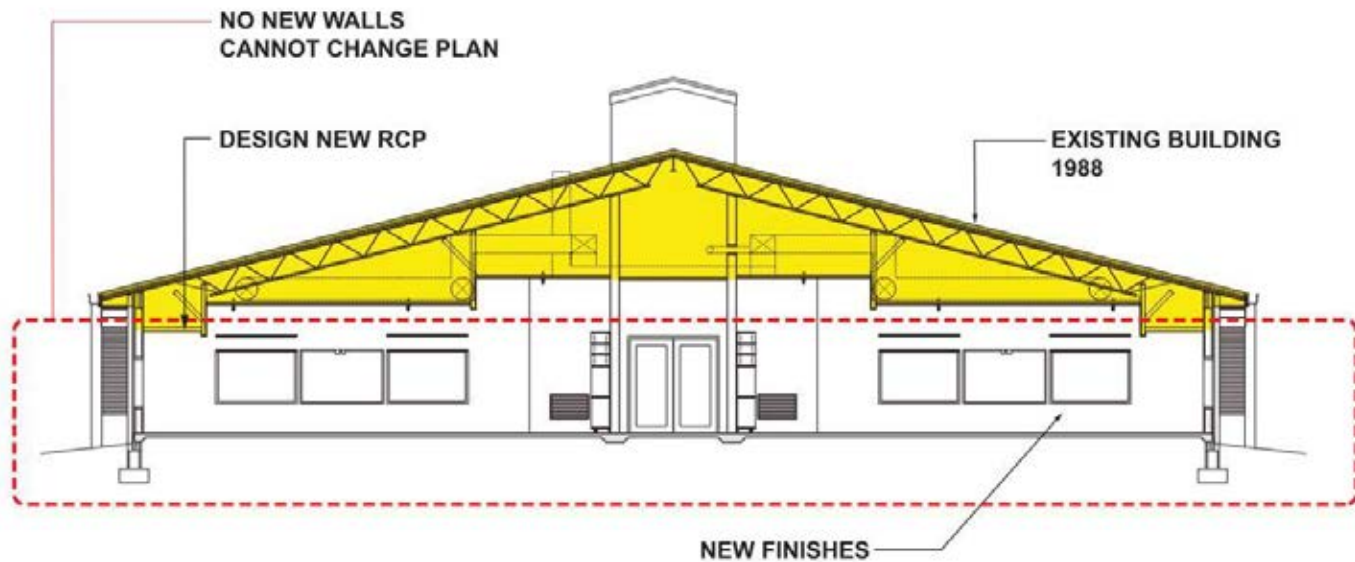 NO NEW WALLS
CANNOT CHANGE PLAN
DESIGN NEW RCP
EXISTING BUILDING
1988
NEW FINISHES